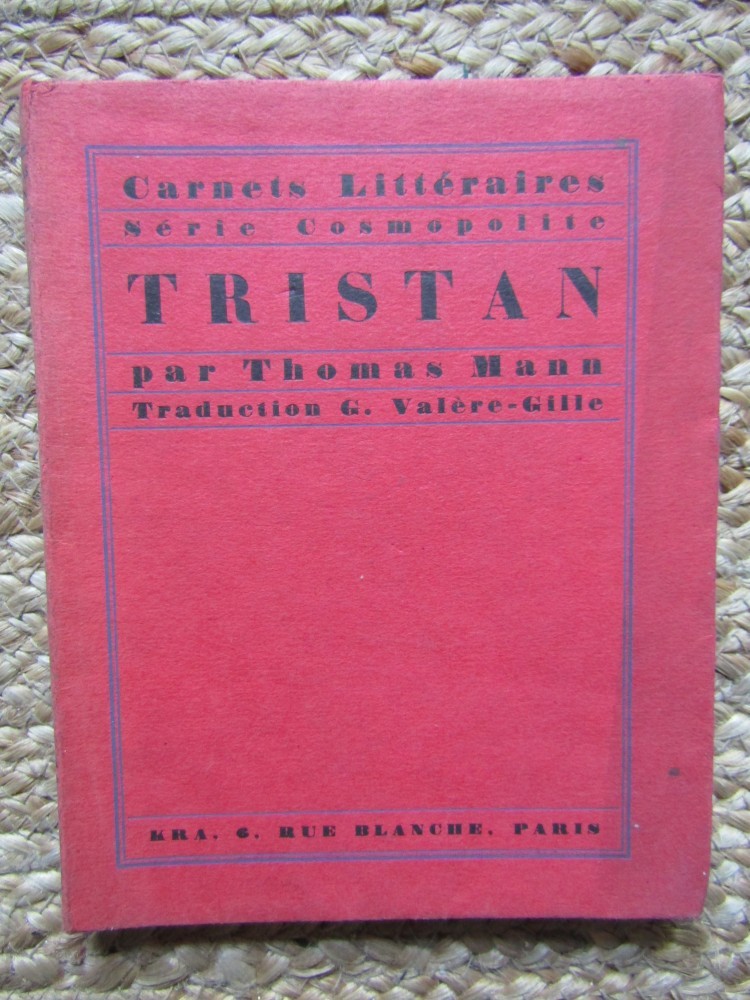 Carnets Littéraires
Série Cosmopolite
TRISTAN
par Thomas Mann
Traduction G. Valère-Gille
KRA. 6. RUE BLANCHE, PARIS